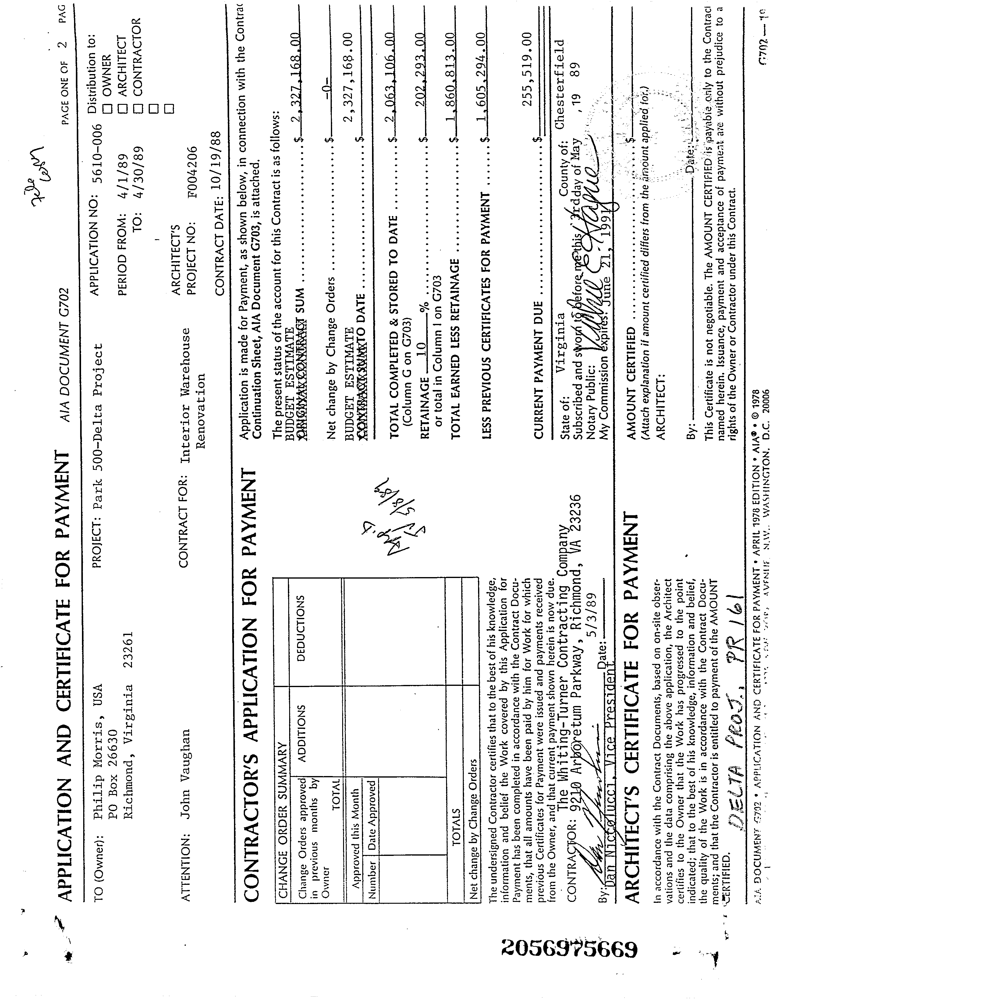 APPLICATION AND CERTIFICATE FOR PAYMENT AIA DOCUMENT G702 PAGE ONE OF 2 PAG
TO (Owner): Philip Morris, USA
PO Box 26630
Richmond, Virginia 23261
ATTENTION: John Vaughan
PROJECT: Park 500-Delta Project
CONTRACT FOR: Interior Warehouse
Renovation
APPLICATION NO: 5610-006
PERIOD FROM: 4/1/89
TO: 4/30/89
ARCHITECT'S
PROJECT NO: F004206
CONTRACT DATE: 10/19/88
Distribution to:
OWNER
ARCHITECT
CONTRACTOR
CONTRACTOR'S APPLICATION FOR PAYMENT
CHANGE ORDER SUMMARY
Change Orders approved
in previous months by
Owner
ADDITIONS DEDUCTIONS
TOTAL
Approved this Month
Number Date Approved
TOTALS
Net change by Change Orders
5/8/89
The undersigned Contractor certifies that to the best of his knowledge,
information and belief the Work covered by this Application for
Payment has been completed in accordance with the Contract Docu-
ments, that all amounts have been paid by him for Work for which
previous Certificates for Payment were issued and payments received
from the Owner, and that current payment shown herein is now due.
The Whiting-Turner Contracting Company
CONTRACTOR: 9210 Arboretum Parkway, Richmond, VA 23236
5/3/89
By: Date:
Dan Niccolucci, Vice President
Application is made for Payment, as shown below, in connection with the Contrac
Continuation Sheet, AIA Document G703, is attached.
The present status of the account for this Contract is as follows:
BUDGET ESTIMATE
ORIGINAL CONTRACT SUM $ 2,327,168.00
Net change by Change Orders $ -0-
BUDGET ESTIMATE
CONTRACT SUM TO DATE $ 2,327,168.00
TOTAL COMPLETED & STORED TO DATE $ 2,063,106.00
(Column G on G703)
RETAINAGE 10 % $ 202,293.00
or total in Column I on G703
TOTAL EARNED LESS RETAINAGE $ 1,860,813.00
LESS PREVIOUS CERTIFICATES FOR PAYMENT $ 1,605,294.00
CURRENT PAYMENT DUE $ 255,519.00
State of: Virginia County of: Chesterfield
Subscribed and sworn to before me this 3rd day of May , 19 89
Notary Public:
My Commission expires: June 21, 1991
ARCHITECT'S CERTIFICATE FOR PAYMENT
In accordance with the Contract Documents, based on on-site obser-
vations and the data comprising the above application, the Architect
certifies to the Owner that the Work has progressed to the point
indicated; that to the best of his knowledge, information and belief,
the quality of the Work is in accordance with the Contract Docu-
ments; and that the Contractor is entitled to payment of the AMOUNT
CERTIFIED.
DELTA PROJ. PR 161
AMOUNT CERTIFIED $
(Attach explanation if amount certified differs from the amount applied for.)
ARCHITECT:
By: Date:
This Certificate is not negotiable. The AMOUNT CERTIFIED is payable only to the Contract
named herein. Issuance, payment and acceptance of payment are without prejudice to a
rights of the Owner or Contractor under this Contract.
AIA DOCUMENT G702 • APPLICATION AND CERTIFICATE FOR PAYMENT • APRIL 1978 EDITION • AIA® • © 1978
AVENUE N.W., WASHINGTON, D.C. 20006
G702 — 19
2056975669